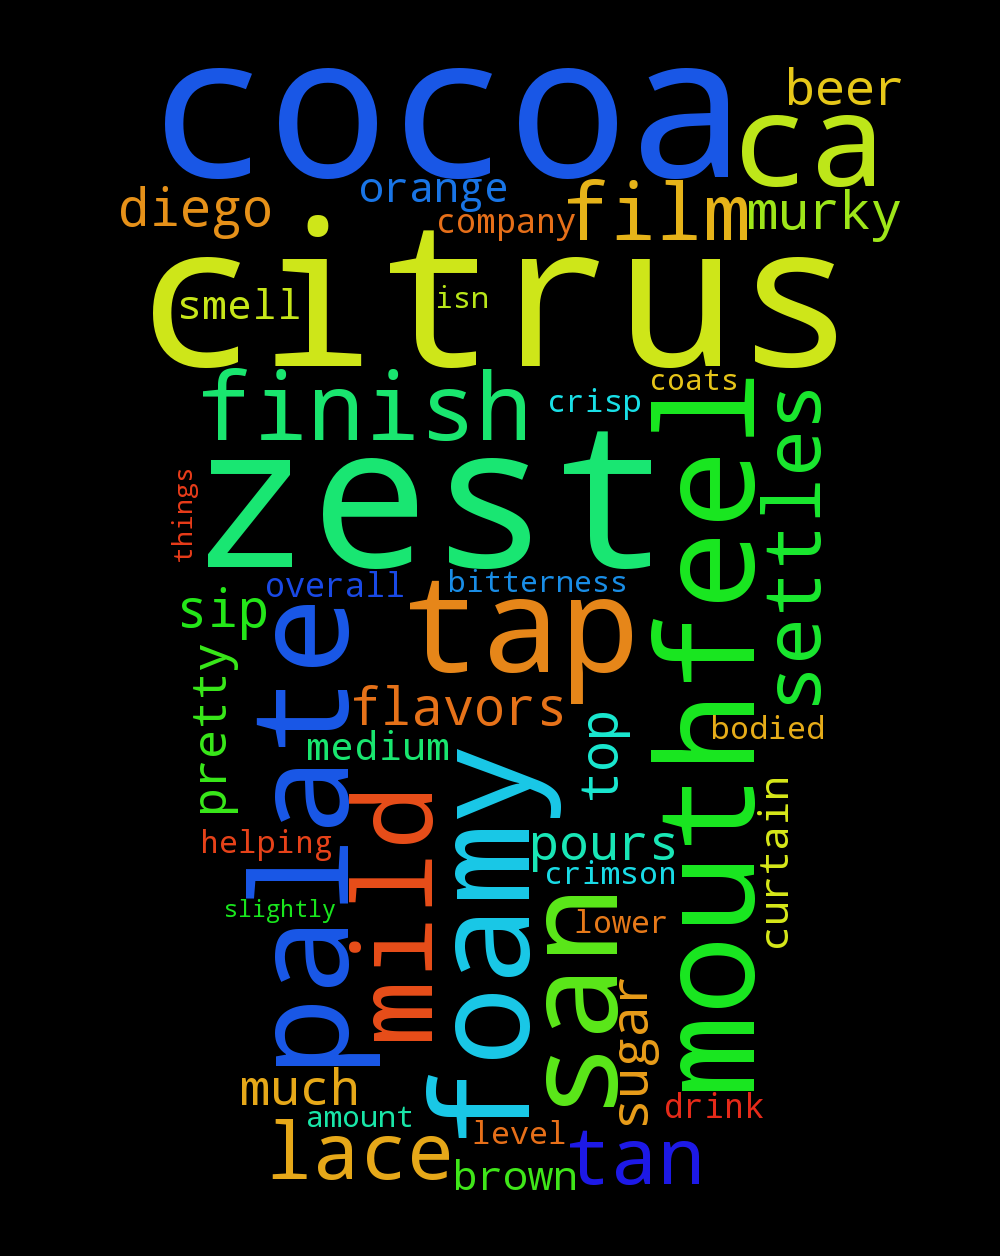 cocoa
beer
ca
diego
orange
company
film
murky
citrus
smell
isn
finish
crisp
coats
mouthfeel
settles
zest
things
overall
bitterness
sip
tap
palate
pretty
flavors
medium
top
bodied
mild
foamy
curtain
helping
pours
crimson
slightly
san
lower
sugar
much
amount
drink
lace
level
brown
tan